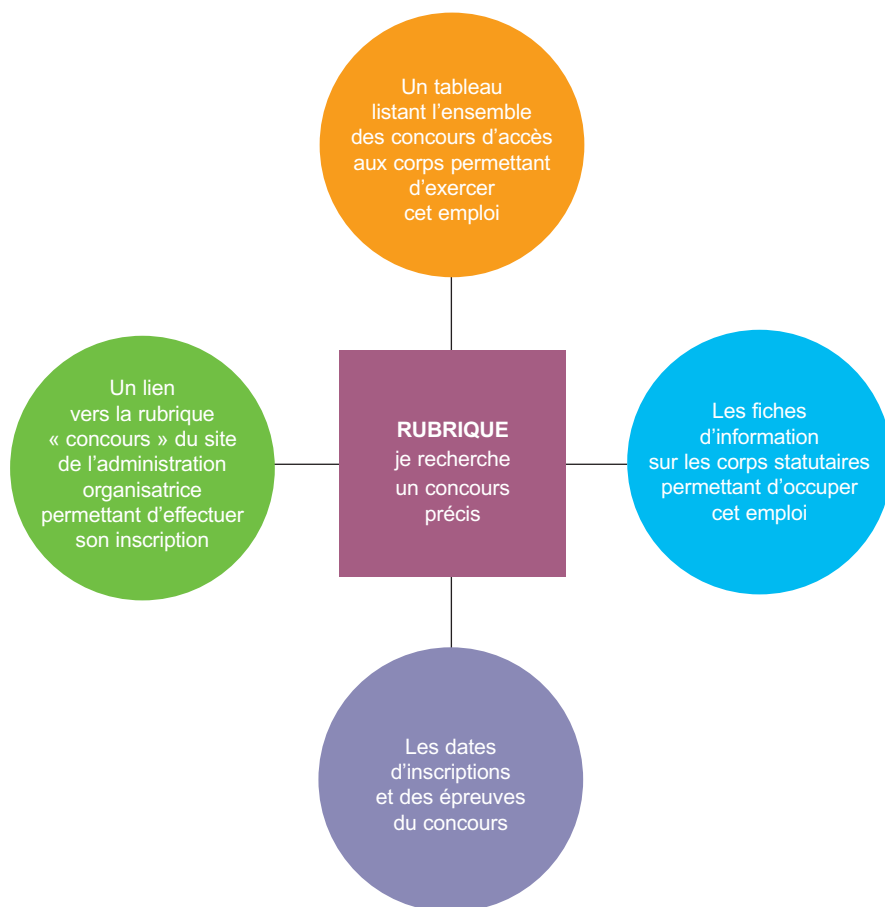 Un tableau
listant l’ensemble
des concours d’accès
aux corps permettant
d’exercer
cet emploi
Un lien
vers la rubrique
« concours » du site
de l’administration
organisatrice
permettant d’effectuer
son inscription
RUBRIQUE
je recherche
un concours
précis
Les fiches
d’information
sur les corps statutaires
permettant d’occuper
cet emploi
Les dates
d’inscriptions
et des épreuves
du concours